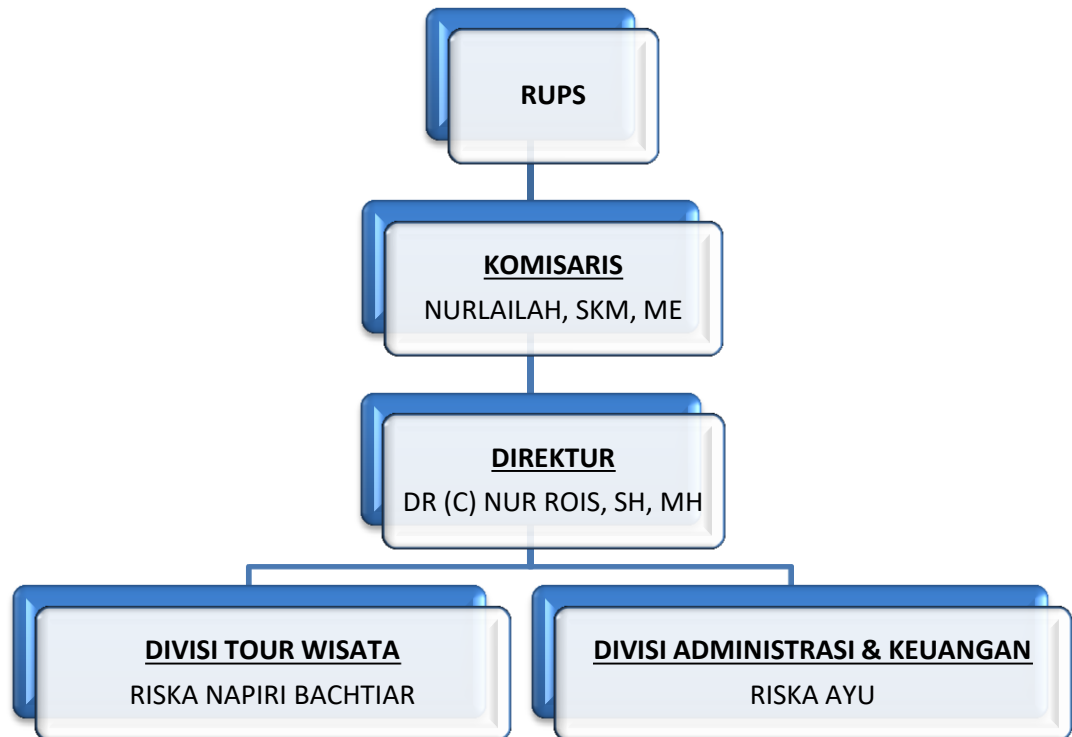 RUPS
KOMISARIS
NURLAILAH, SKM, ME
DIREKTUR
DR (C) NUR ROIS, SH, MH
DIVISI TOUR WISATA
RISKA NAPIRI BACHTIAR
DIVISI ADMINISTRASI & KEUANGAN
RISKA AYU